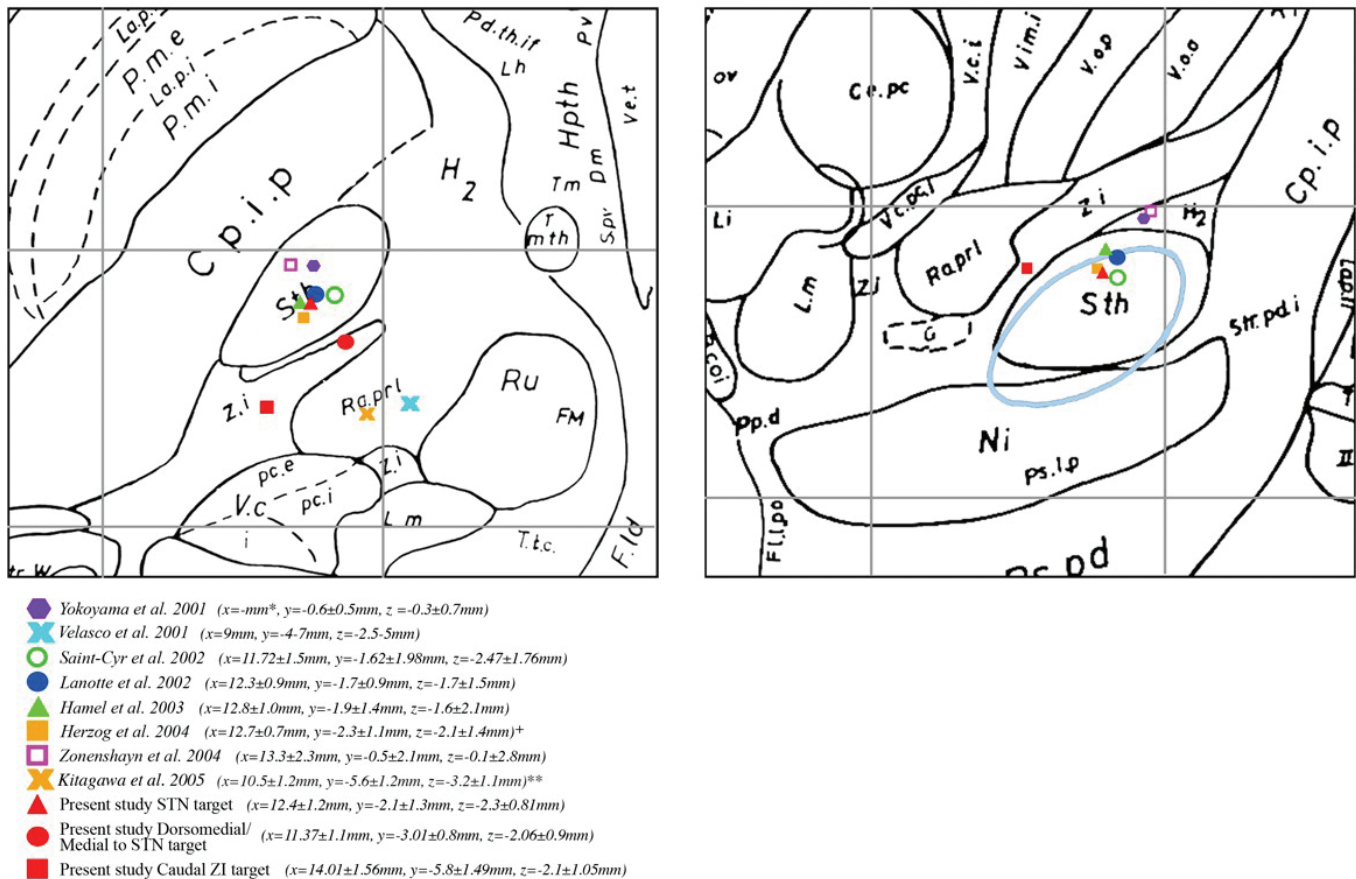 La.p.
P.m.e
La.p.i
P.m.i
C p.i.p
Sth
z.i
H2
Pd.th.if
Lh
Hpth
Tm
Dm
pv
Ve.t
Spv
T
mth
Ru
FM
Ra.prl
pc.e
V.c
pc.i
i
z.i
L m
T.t.c.
F.ld
tr. W
ov
Ce.pc
V.c.i
Vim.i
V.o.p
V.o.a
Cp.i.p
Li
Vc.pc.i
Z.i
H2
Ra.prl
L.m
Z.i
G
Sth
Str.pd.i
Lap.l
coi
Pp.d
Ni
ps.l.p
Fl.l.po
Ps.pd
T
II
Yokoyama et al. 2001 (x=-mm*, y=-0.6±0.5mm, z =-0.3±0.7mm)
Velasco et al. 2001 (x=9mm, y=-4-7mm, z=-2.5-5mm)
Saint-Cyr et al. 2002 (x=11.72±1.5mm, y=-1.62±1.98mm, z=-2.47±1.76mm)
Lanotte et al. 2002 (x=12.3±0.9mm, y=-1.7±0.9mm, z=-1.7±1.5mm)
Hamel et al. 2003 (x=12.8±1.0mm, y=-1.9±1.4mm, z=-1.6±2.1mm)
Herzog et al. 2004 (x=12.7±0.7mm, y=-2.3±1.1mm, z=-2.1±1.4mm)+
Zonenshayn et al. 2004 (x=13.3±2.3mm, y=-0.5±2.1mm, z=-0.1±2.8mm)
Kitagawa et al. 2005 (x=10.5±1.2mm, y=-5.6±1.2mm, z=-3.2±1.1mm)**
Present study STN target (x=12.4±1.2mm, y=-2.1±1.3mm, z=-2.3±0.81mm)
Present study Dorsomedial/
Medial to STN target (x=11.37±1.1mm, y=-3.01±0.8mm, z=-2.06±0.9mm)
Present study Caudal ZI target (x=14.01±1.56mm, y=-5.8±1.49mm, z=-2.1±1.05mm)